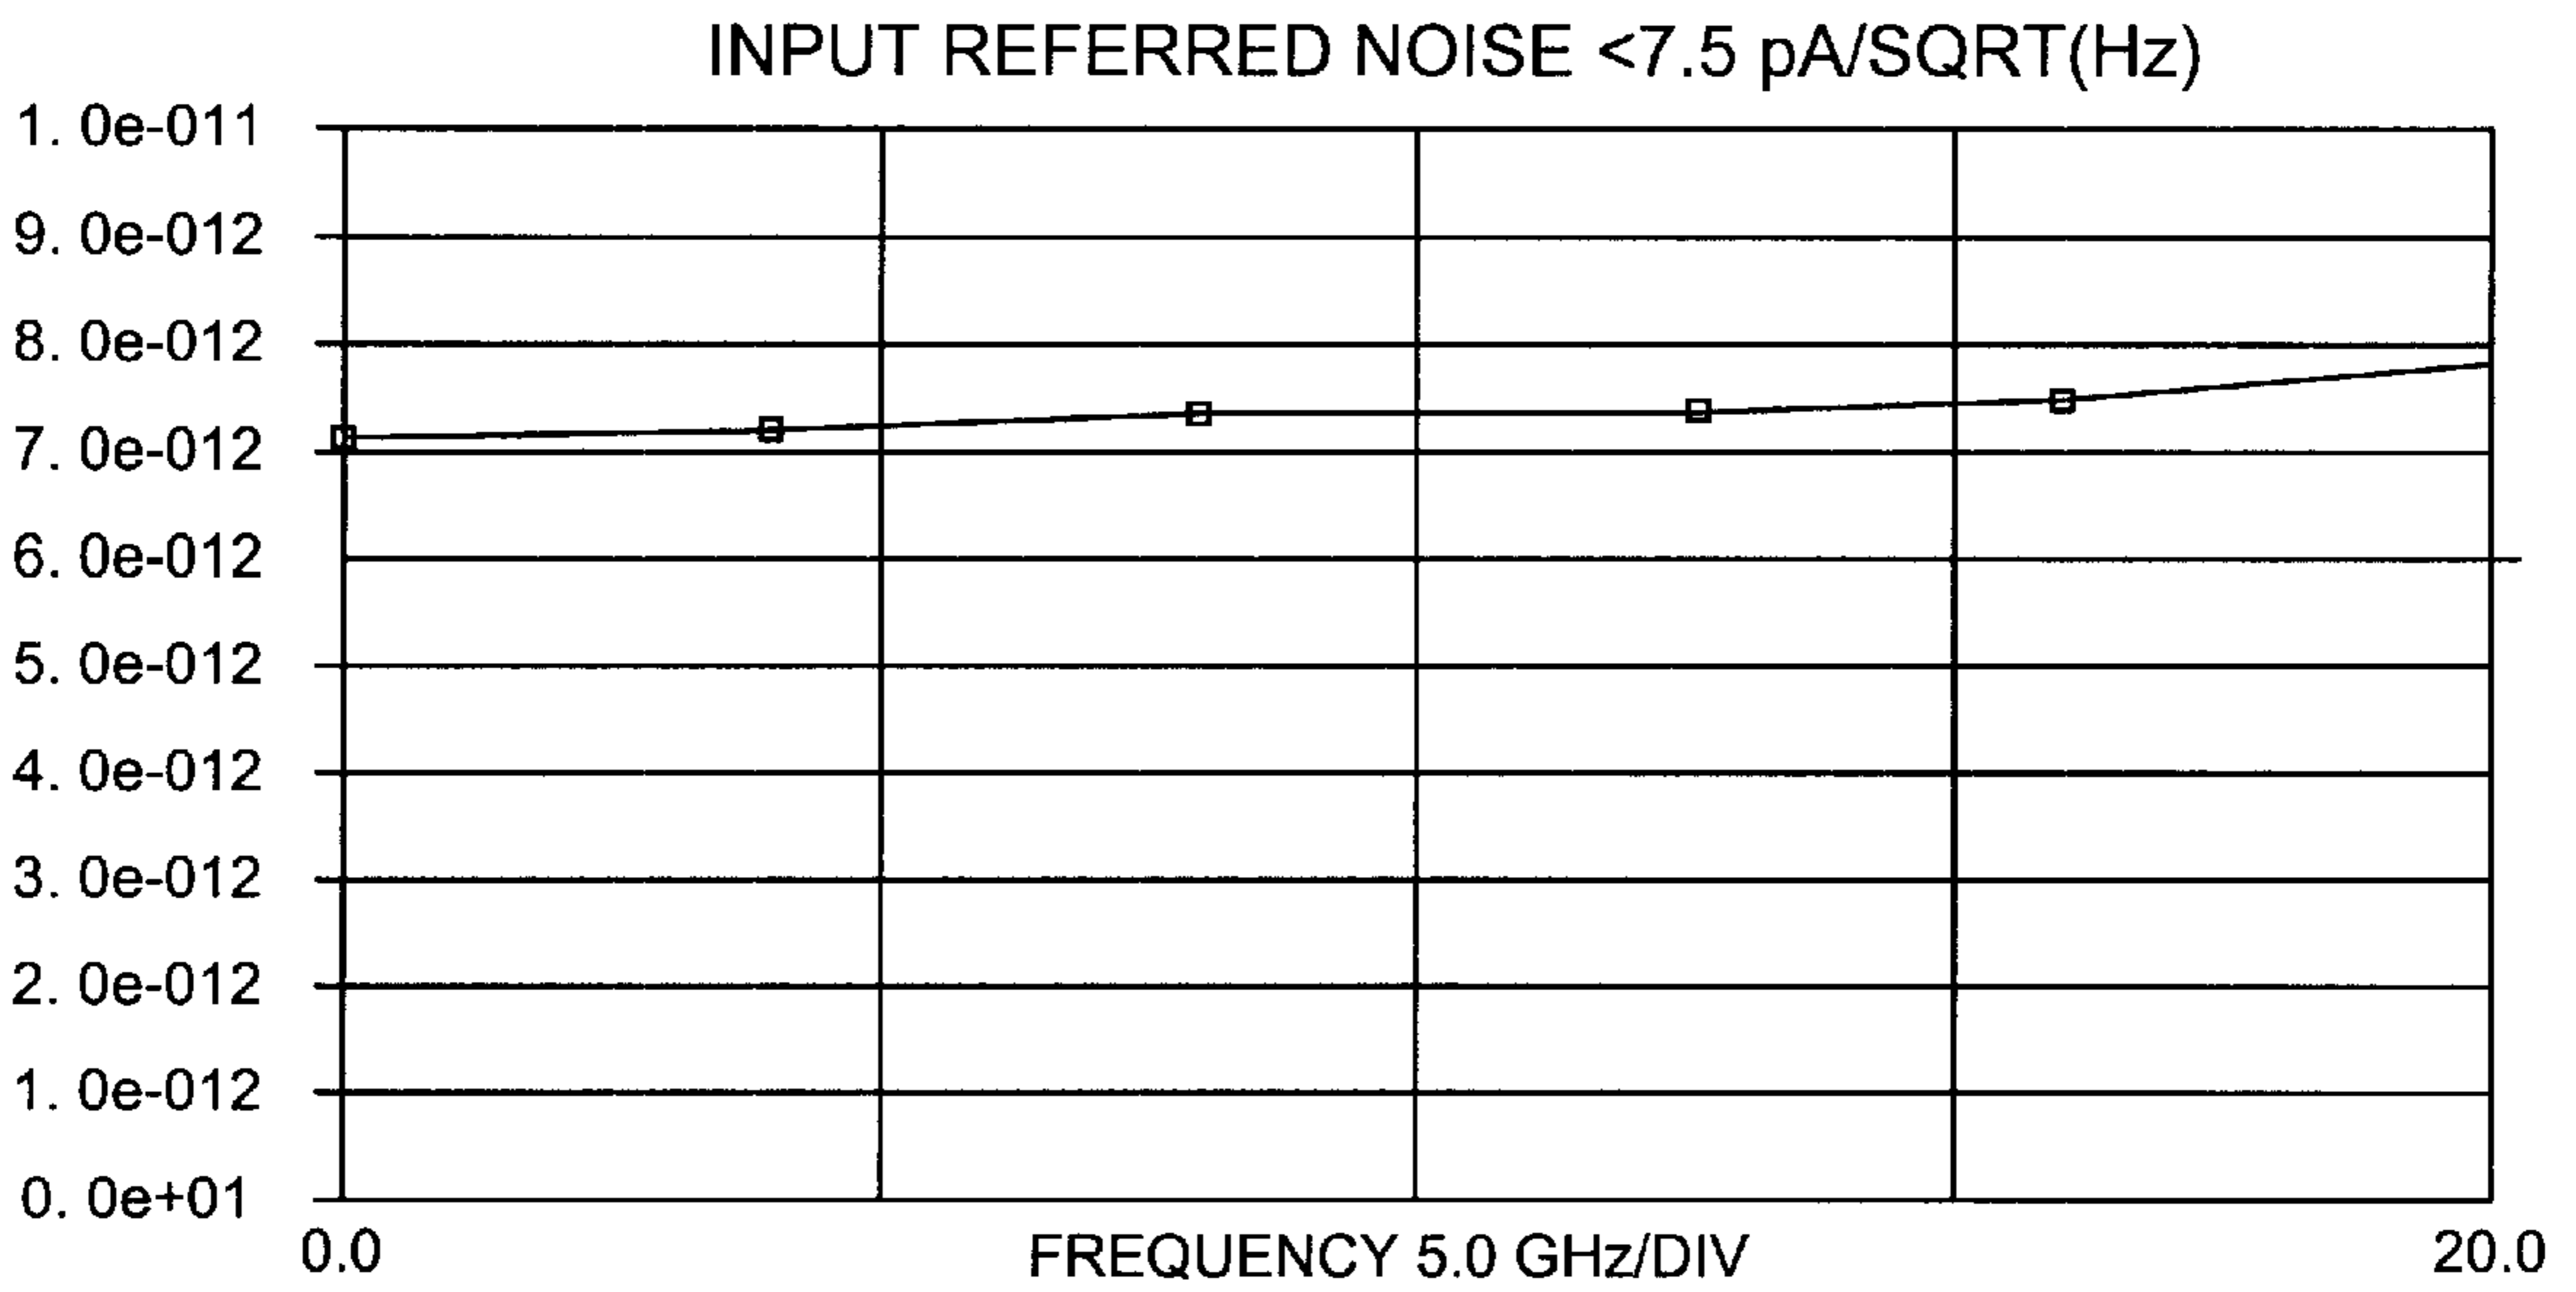 INPUT REFERRED NOISE <7.5 pA/SQRT(Hz)
1. 0e-011
9. 0e-012
8. 0e-012
7. 0e-012
6. 0e-012
5. 0e-012
4. 0e-012
3. 0e-012
2. 0e-012
1. 0e-012
0. 0e+01
0.0
FREQUENCY 5.0 GHz/DIV
20.0